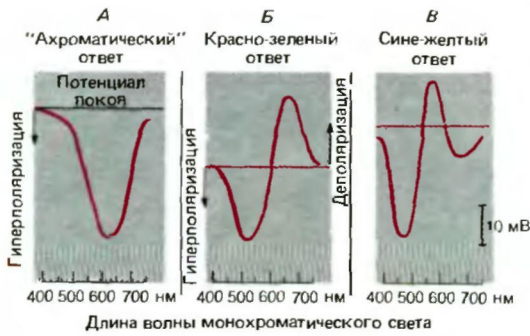 А
"Ахроматический"
ответ
Б
Красно-зеленый
ответ
В
Сине-желтый
ответ
Потенциал
покоя
Гиперполяризация
Гиперполяризация
Деполяризация
10 мВ
400 500 600 700 нм
400 500 600 700 нм
400 500 600 700 нм
Длина волны монохроматического света